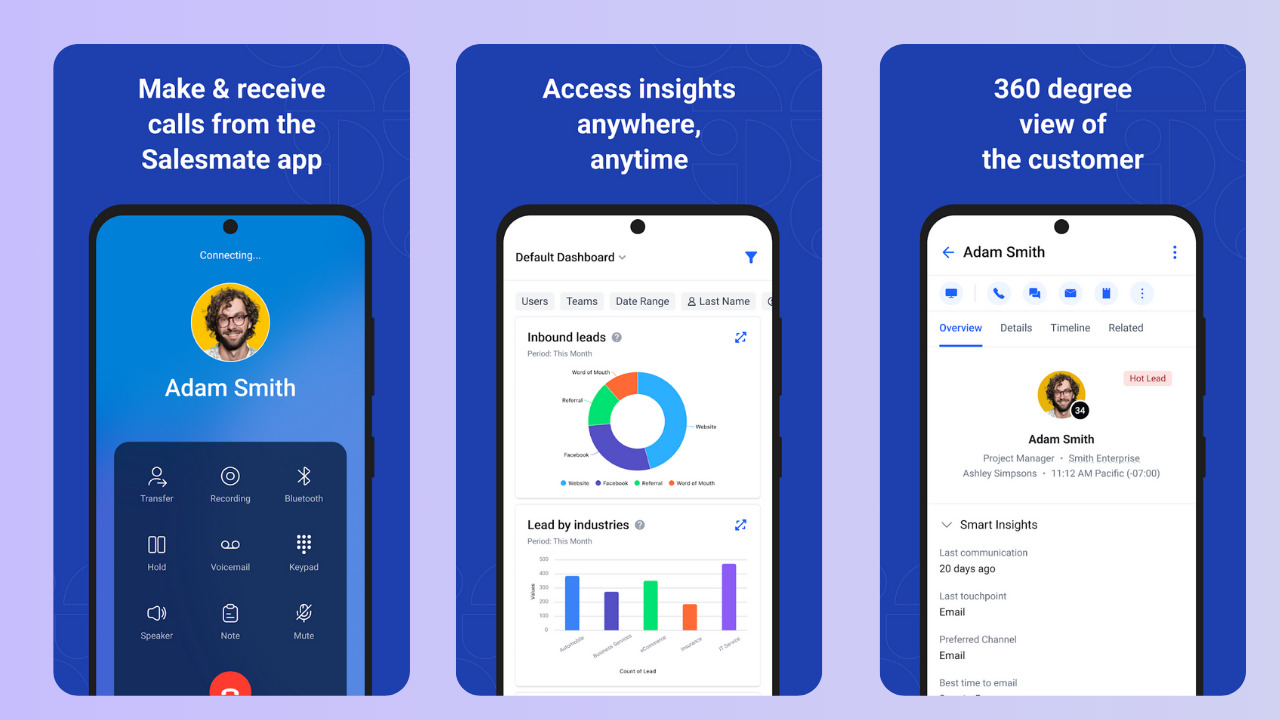 Make & receive
calls from the
Salesmate app
Connecting...
Adam Smith
Transfer
Recording
Bluetooth
Hold
Voicemail
Keypad
Speaker
Note
Mute
Access insights
anywhere,
anytime
Default Dashboard
Users
Teams
Date Range
Last Name
Inbound leads
Period: This Month
Word of Mouth
Referral
Website
Facebook
Website
Facebook
Referral
Word of Mouth
Lead by industries
Period: This Month
500
400
300
200
100
0
Values
Automobile
Business Services
eCommerce
Insurance
IT Service
Count of Lead
360 degree
view of
the customer
Adam Smith
Overview
Details
Timeline
Related
Hot Lead
34
Adam Smith
Project Manager • Smith Enterprise
Ashley Simpsons • 11:12 AM Pacific (-07:00)
Smart Insights
Last communication
20 days ago
Last touchpoint
Email
Preferred Channel
Email
Best time to email